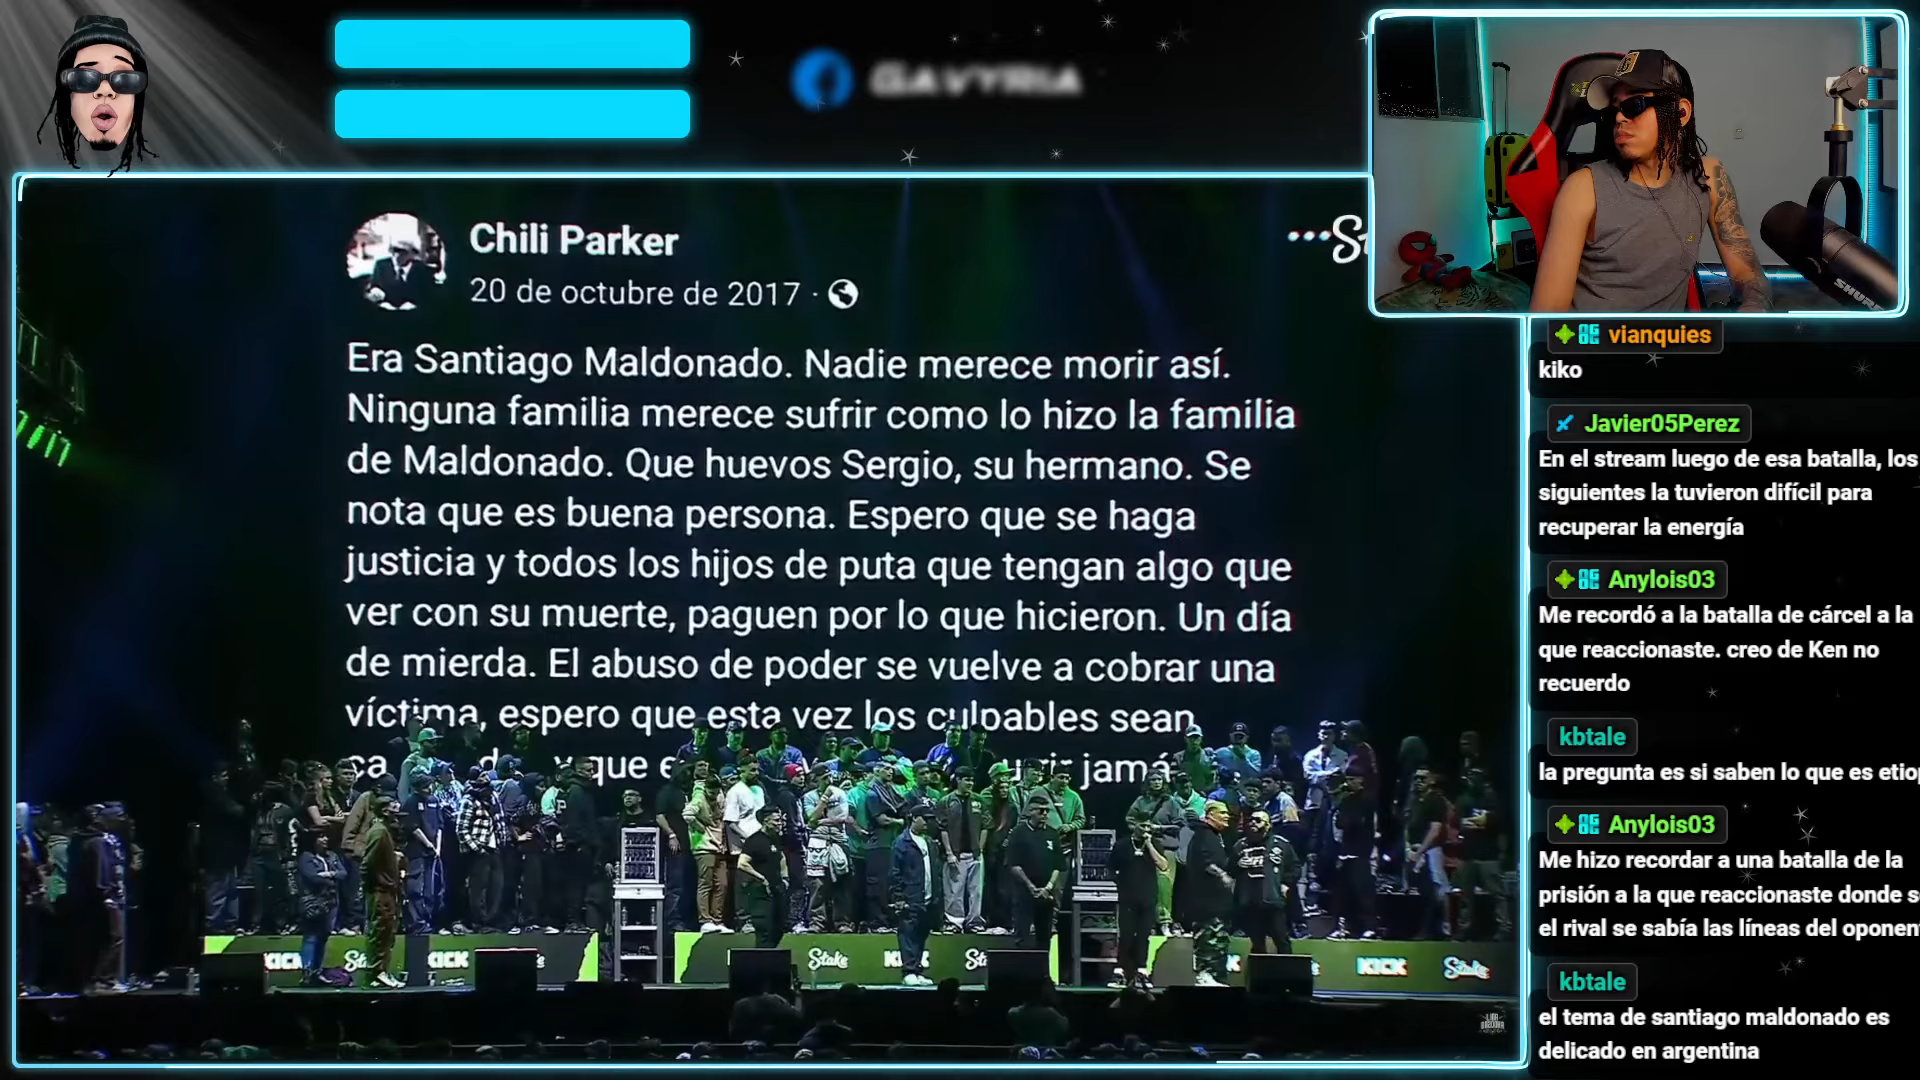 GAVYRIA
Chili Parker
20 de octubre de 2017 ·
Era Santiago Maldonado. Nadie merece morir así.
Ninguna familia merece sufrir como lo hizo la familia
de Maldonado. Que huevos Sergio, su hermano. Se
nota que es buena persona. Espero que se haga
justicia y todos los hijos de puta que tengan algo que
ver con su muerte, paguen por lo que hicieron. Un día
de mierda. El abuso de poder se vuelve a cobrar una
víctima, espero que esta vez los culpables sean
y que
KICK
Stake
KICK
Stake
KICK
Stake
SHURE
vianquies
kiko
Javier05Perez
En el stream luego de esa batalla, los
siguientes la tuvieron difícil para
recuperar la energía
Anylois03
Me recordó a la batalla de cárcel a la
que reaccionaste. creo de Ken no
recuerdo
kbtale
la pregunta es si saben lo que es
Anylois03
Me hizo recordar a una batalla de la
prisión a la que reaccionaste donde
el rival se sabía las líneas del
kbtale
el tema de santiago maldonado es
delicado en argentina